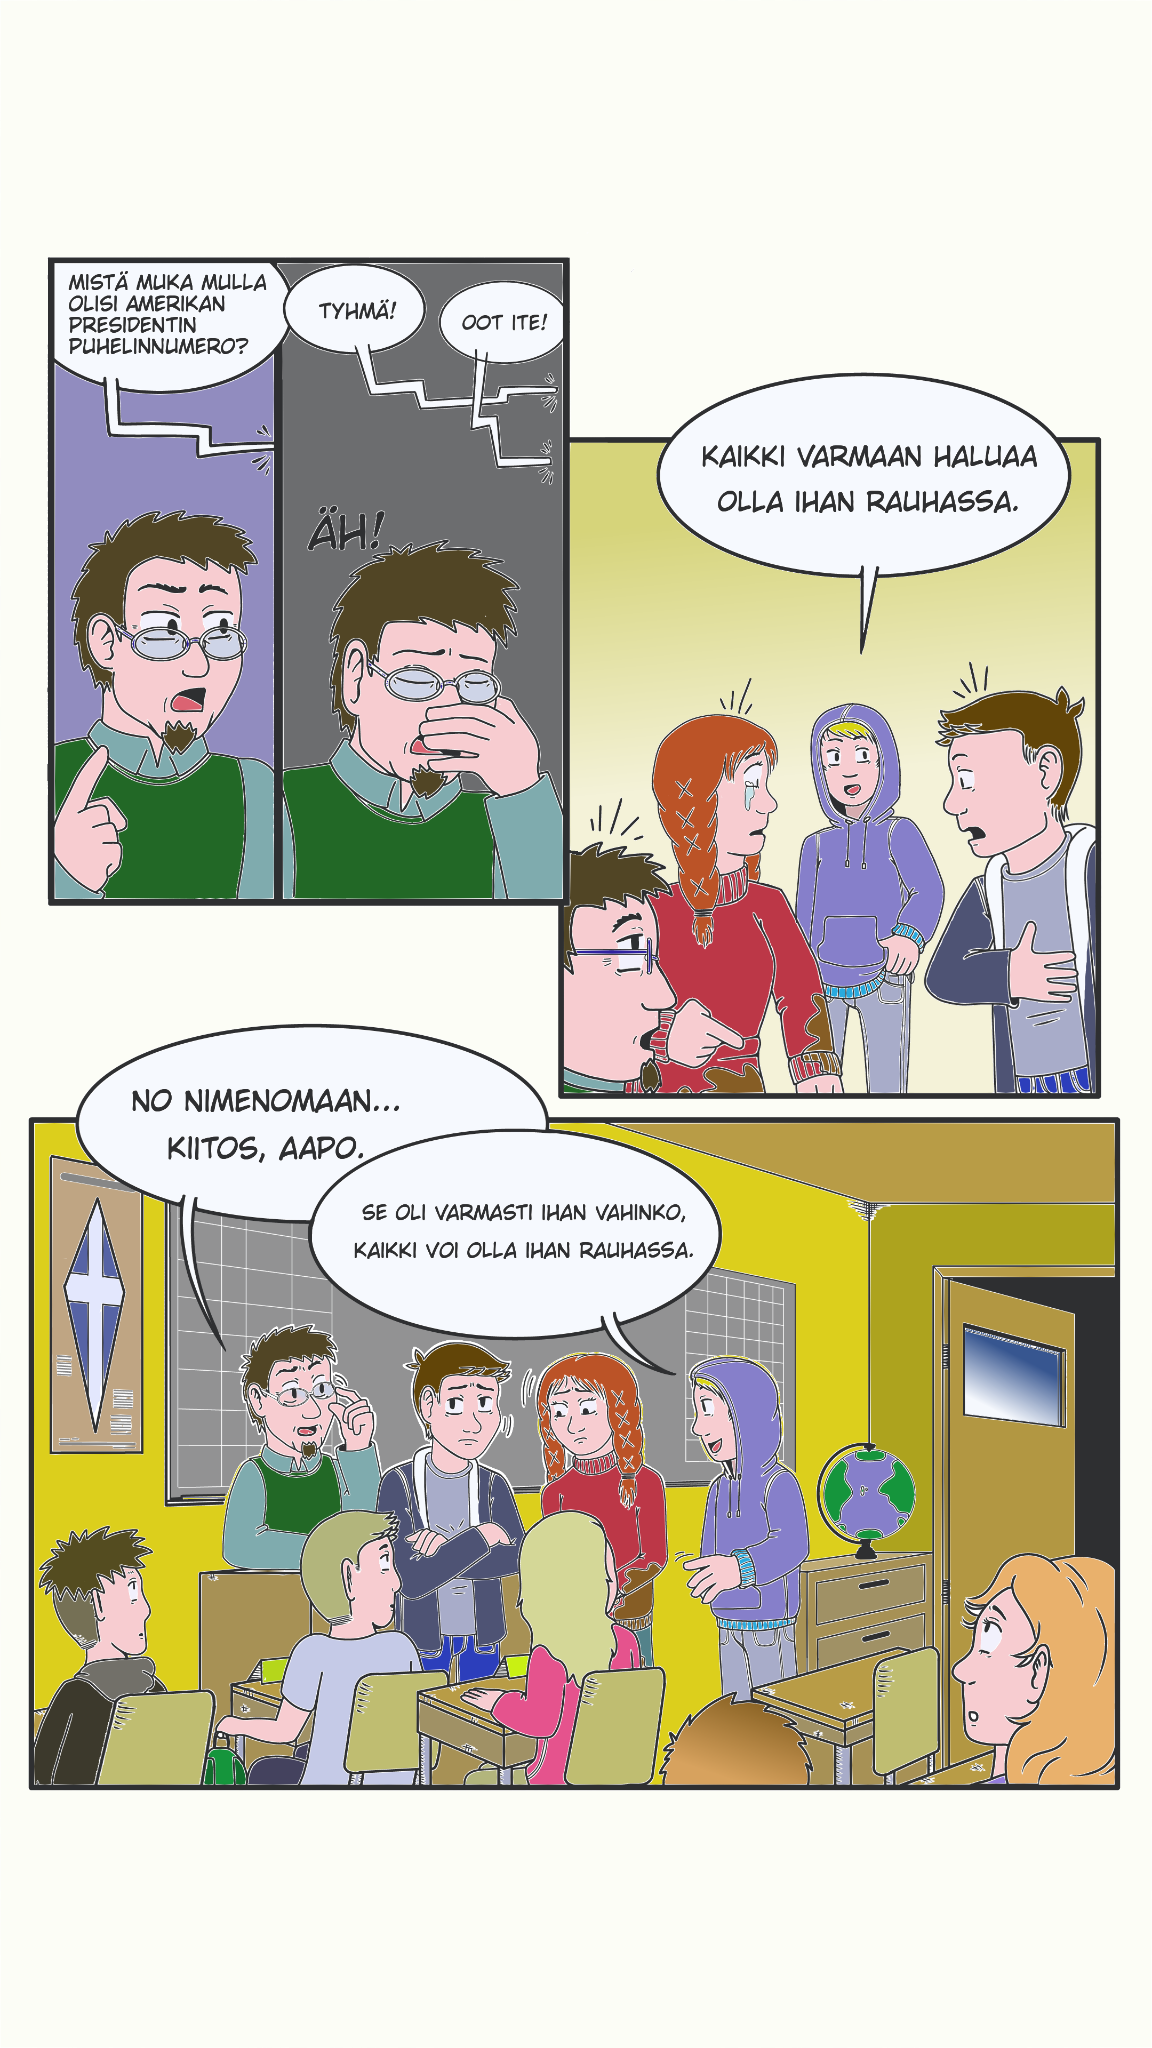 MISTÄ MUKA MULLA
OLISI AMERIKAN
PRESIDENTIN
PUHELINNUMERO?
TYHMÄ!
OOT ITE!
ÄH!
KAIKKI VARMAAN HALUAA
OLLA IHAN RAUHASSA.
NO NIMENOMAAN...
KIITOS, AAPO.
SE OLI VARMASTI IHAN VAHINKO,
KAIKKI VOI OLLA IHAN RAUHASSA.